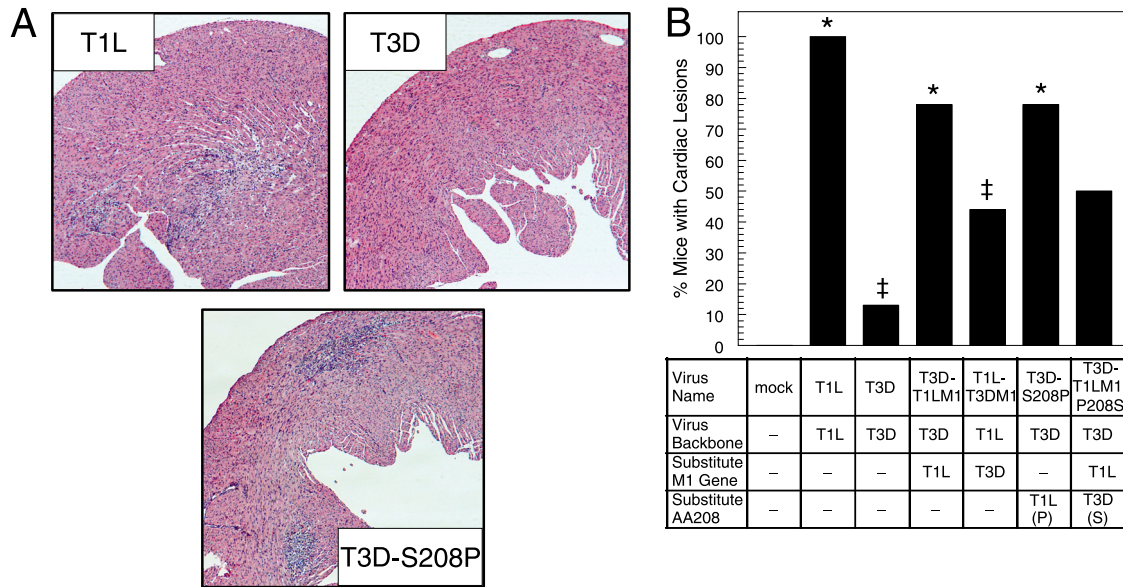 A
T1L
T3D
T3D-S208P
B
% Mice with Cardiac Lesions
100
90
80
70
60
50
40
30
20
10
0
*
‡
*
‡
*
Virus Name mock T1L T3D T3D-T1LM1 T1L-T3DM1 T3D-S208P T3D-T1LM1P208S
Virus Backbone – T1L T3D T3D T1L T3D T3D
Substitute M1 Gene – – – T1L T3D – T1L
Substitute AA208 – – – – – T1L (P) T3D (S)